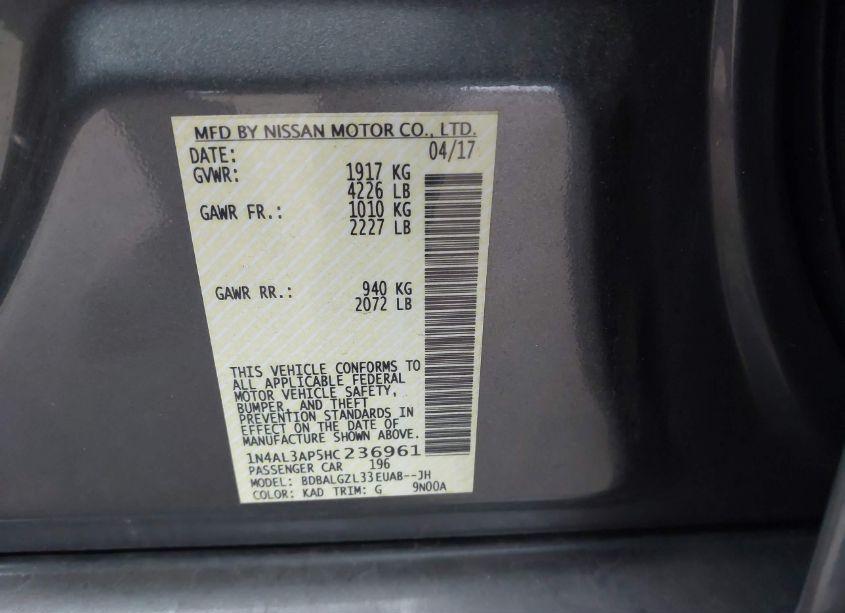 MFD BY NISSAN MOTOR CO., LTD.
DATE: 04/17
GVWR: 1917 KG
4226 LB
GAWR FR.: 1010 KG
2227 LB
GAWR RR.: 940 KG
2072 LB
THIS VEHICLE CONFORMS TO
ALL APPLICABLE FEDERAL
MOTOR VEHICLE SAFETY,
BUMPER, AND THEFT
PREVENTION STANDARDS IN
EFFECT ON THE DATE OF
MANUFACTURE SHOWN ABOVE.
1N4AL3AP5HC236961
PASSENGER CAR 196
MODEL: BDBALGZL33EUAB--JH
COLOR: KAD TRIM: G 9N00A